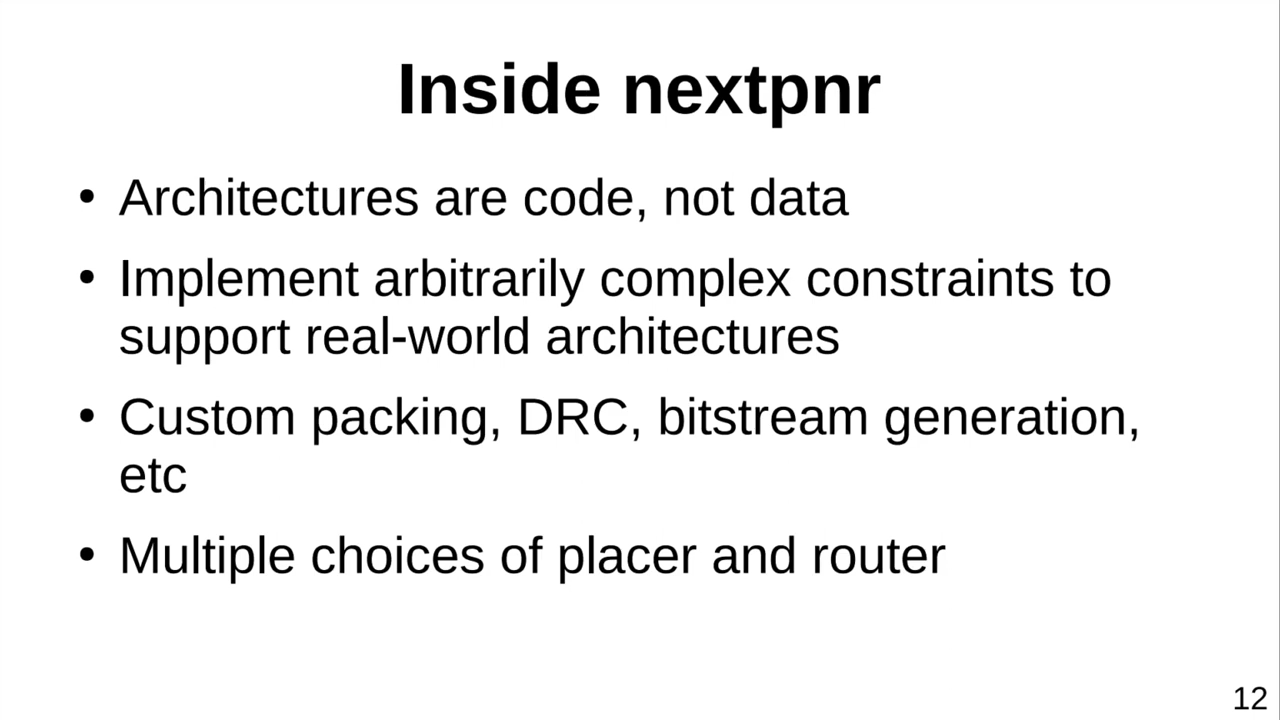 Inside nextpnr
• Architectures are code, not data
• Implement arbitrarily complex constraints to
support real-world architectures
• Custom packing, DRC, bitstream generation,
etc
• Multiple choices of placer and router
12